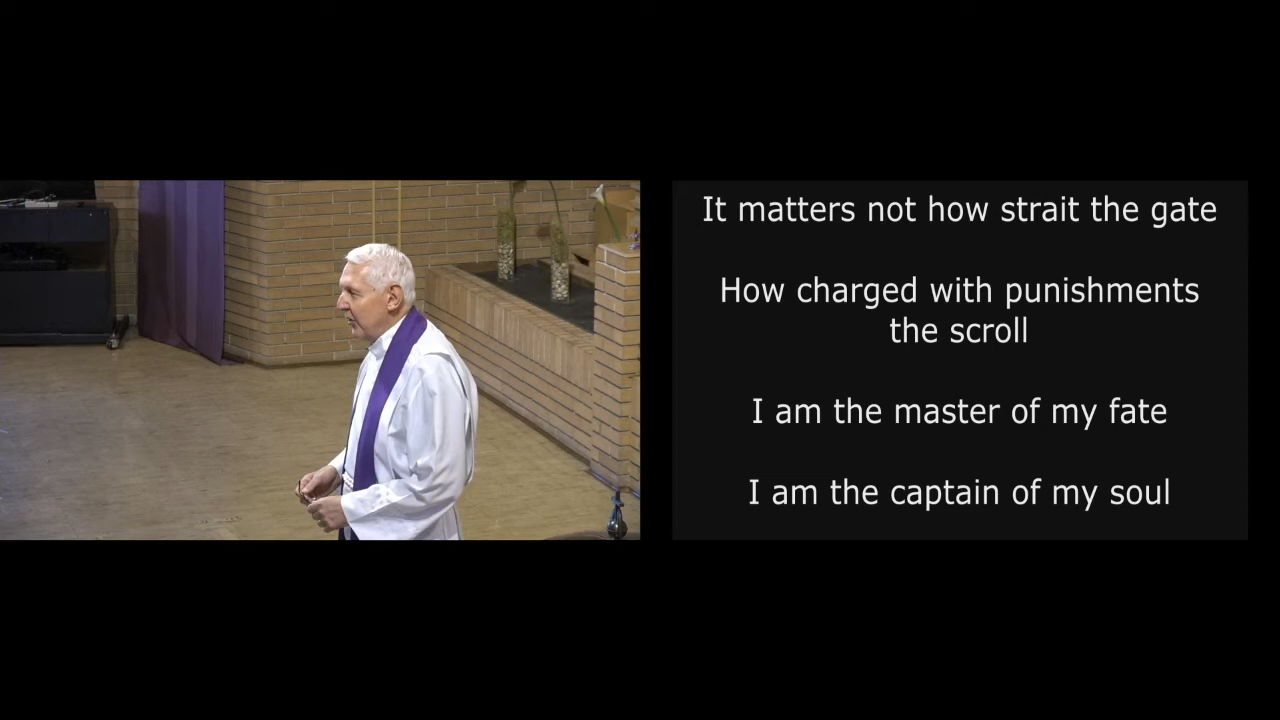 It matters not how strait the gate
How charged with punishments
the scroll
I am the master of my fate
I am the captain of my soul